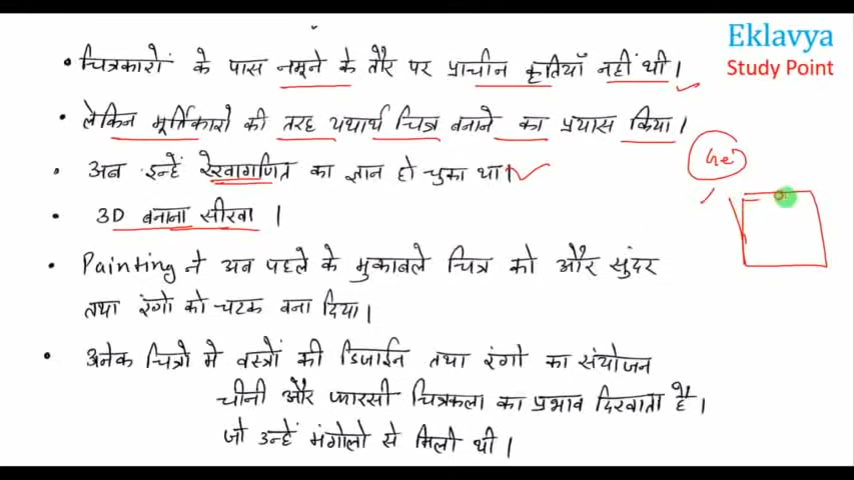 Eklavya
Study Point
• चित्रकारों के पास नमूने के तौर पर प्राचीन कृतियाँ नहीं थी।
• लेकिन मूर्तिकारो की तरह यथार्थ चित्र बनाने का प्रयास किया।
• अब इन्हें रेखागणित का ज्ञान हो चुका था।
• 3D बनाना सीखा।
• Painting ने अब पहले के मुकाबले चित्र को और सुंदर
तथा रंगो को चटक बना दिया।
• अनेक चित्रो मे वस्त्रों की डिजाईन तथा रंगो का संयोजन
चीनी और फारसी चित्रकला का प्रभाव दिखाता है।
जो उन्हें मंगोलो से मिली थी।